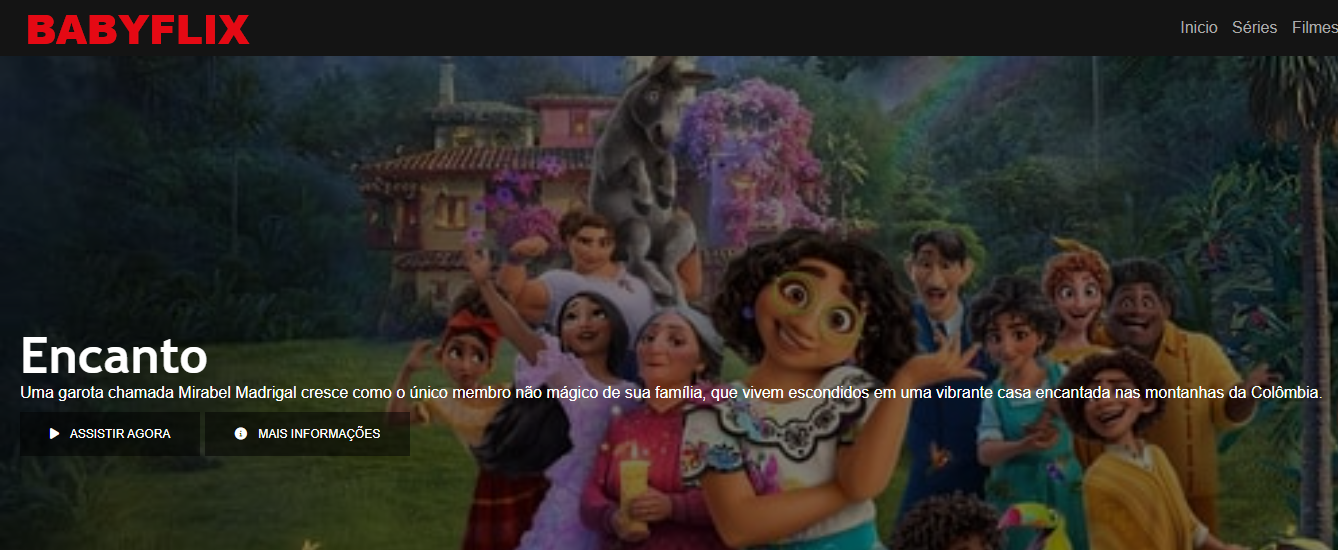 BABYFLIX
Inicio Séries Filmes
Encanto
Uma garota chamada Mirabel Madrigal cresce como o único membro não mágico de sua família, que vivem escondidos em uma vibrante casa encantada nas montanhas da Colômbia.
ASSISTIR AGORA MAIS INFORMAÇÕES